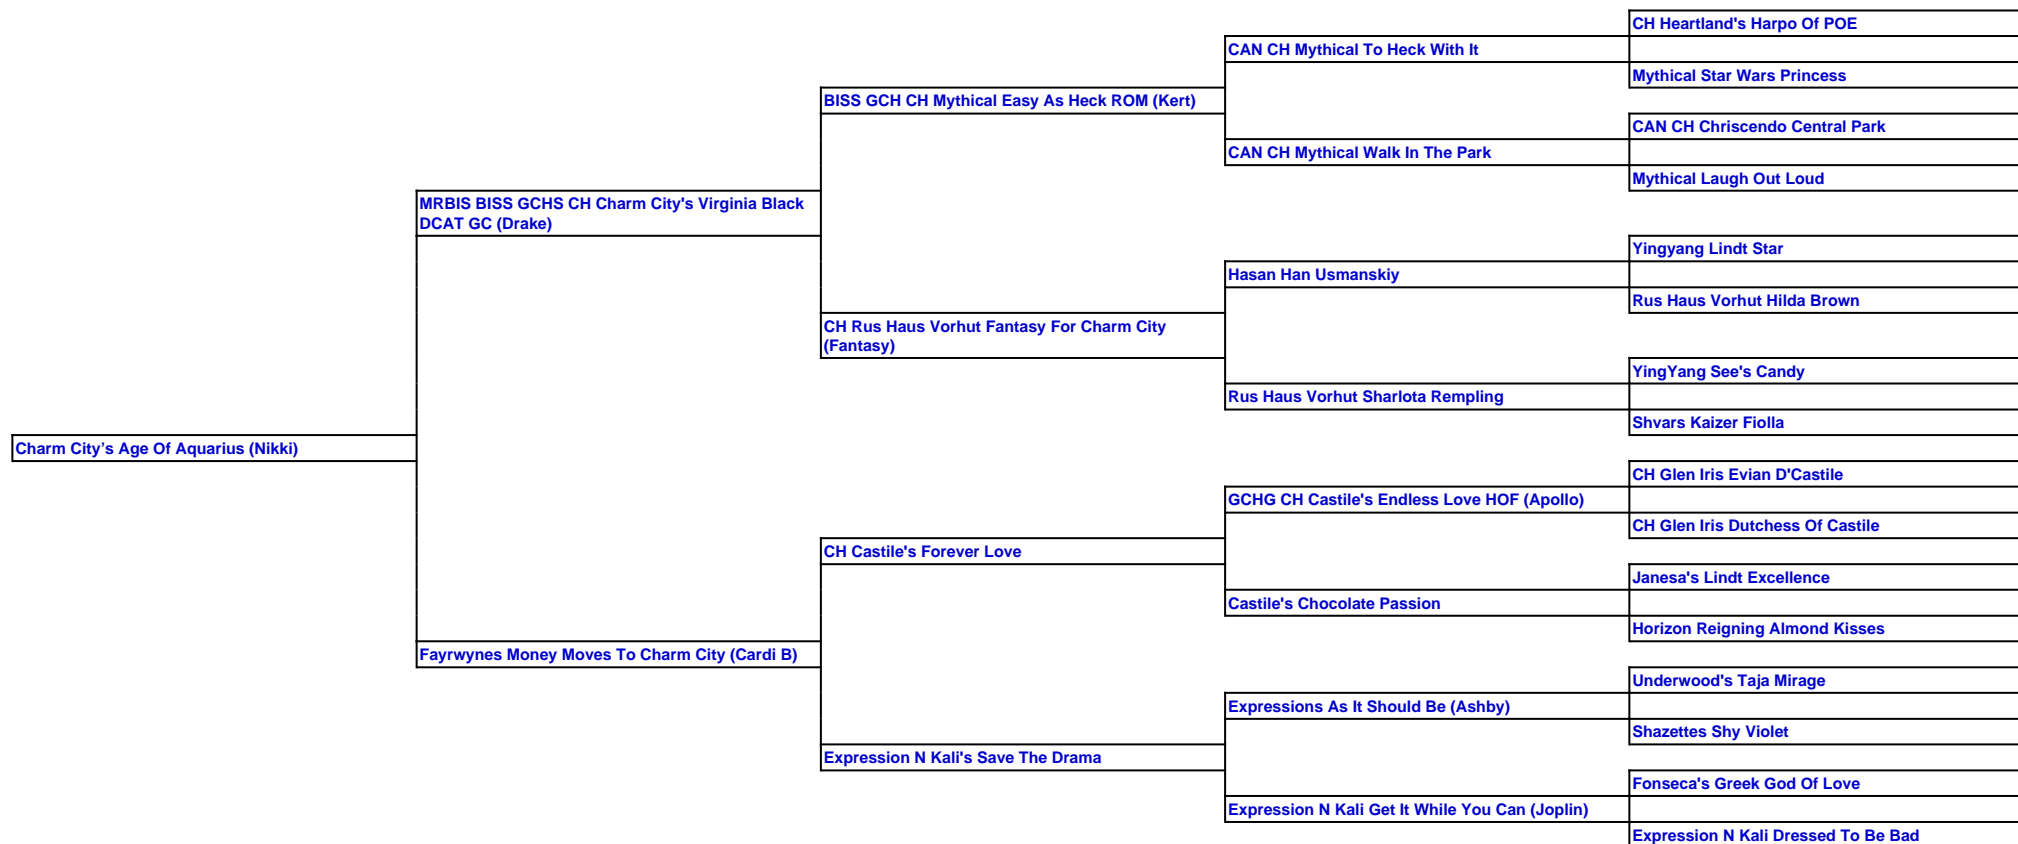 CH Heartland's Harpo Of POE
CAN CH Mythical To Heck With It
Mythical Star Wars Princess
BISS GCH CH Mythical Easy As Heck ROM (Kert)
CAN CH Chriscendo Central Park
CAN CH Mythical Walk In The Park
Mythical Laugh Out Loud
MRBIS BISS GCHS CH Charm City's Virginia Black
DCAT GC (Drake)
Yingyang Lindt Star
Hasan Han Usmanskiy
Rus Haus Vorhut Hilda Brown
CH Rus Haus Vorhut Fantasy For Charm City
(Fantasy)
YingYang See's Candy
Rus Haus Vorhut Sharlota Rempling
Shvars Kaizer Fiolla
Charm City’s Age Of Aquarius (Nikki)
CH Glen Iris Evian D'Castile
GCHG CH Castile's Endless Love HOF (Apollo)
CH Glen Iris Dutchess Of Castile
CH Castile's Forever Love
Janesa's Lindt Excellence
Castile's Chocolate Passion
Horizon Reigning Almond Kisses
Fayrwynes Money Moves To Charm City (Cardi B)
Underwood's Taja Mirage
Expressions As It Should Be (Ashby)
Shazettes Shy Violet
Expression N Kali's Save The Drama
Fonseca's Greek God Of Love
Expression N Kali Get It While You Can (Joplin)
Expression N Kali Dressed To Be Bad